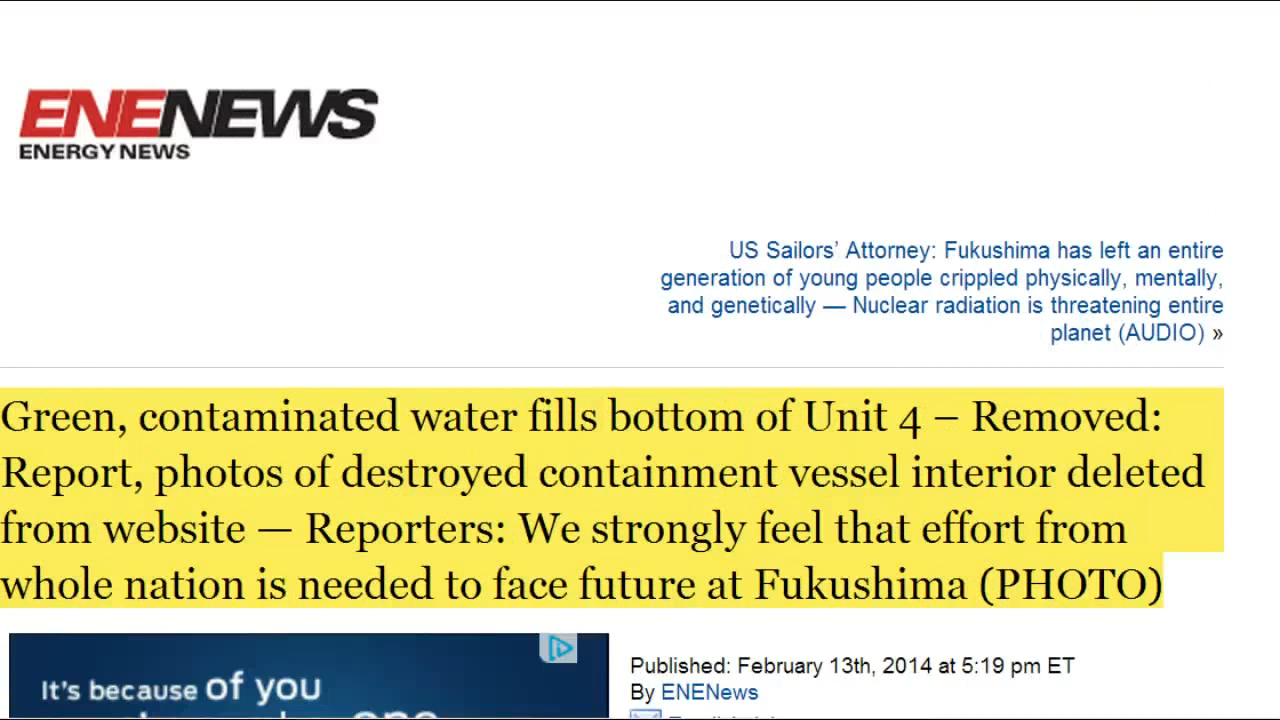 ENENEWS
ENERGY NEWS
US Sailors’ Attorney: Fukushima has left an entire
generation of young people crippled physically, mentally,
and genetically — Nuclear radiation is threatening entire
planet (AUDIO) »
Green, contaminated water fills bottom of Unit 4 – Removed:
Report, photos of destroyed containment vessel interior deleted
from website — Reporters: We strongly feel that effort from
whole nation is needed to face future at Fukushima (PHOTO)
It's because of you
Published: February 13th, 2014 at 5:19 pm ET
By ENENews